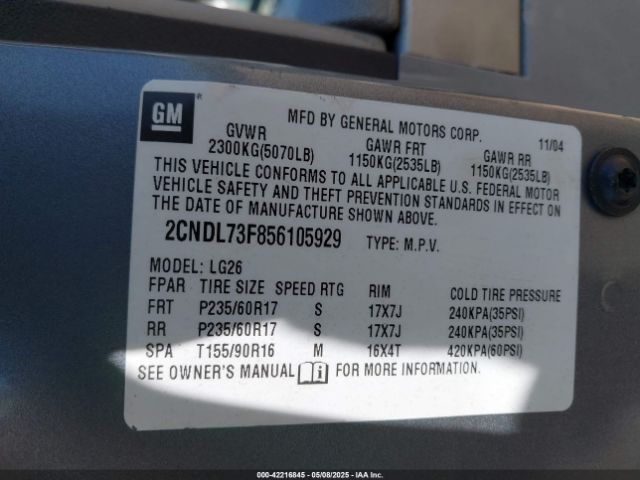 GM®
MFD BY GENERAL MOTORS CORP. 11/04
GVWR GAWR FRT GAWR RR
2300KG(5070LB) 1150KG(2535LB) 1150KG(2535LB)
THIS VEHICLE CONFORMS TO ALL APPLICABLE U.S. FEDERAL MOTOR
VEHICLE SAFETY AND THEFT PREVENTION STANDARDS IN EFFECT ON
THE DATE OF MANUFACTURE SHOWN ABOVE.
2CNDL73F856105929 TYPE: M.P.V.
MODEL: LG26
FPAR TIRE SIZE SPEED RTG RIM COLD TIRE PRESSURE
FRT P235/60R17 S 17X7J 240KPA(35PSI)
RR P235/60R17 S 17X7J 240KPA(35PSI)
SPA T155/90R16 M 16X4T 420KPA(60PSI)
SEE OWNER'S MANUAL i FOR MORE INFORMATION.
000-42216845 - 05/08/2025 - IAA Inc.